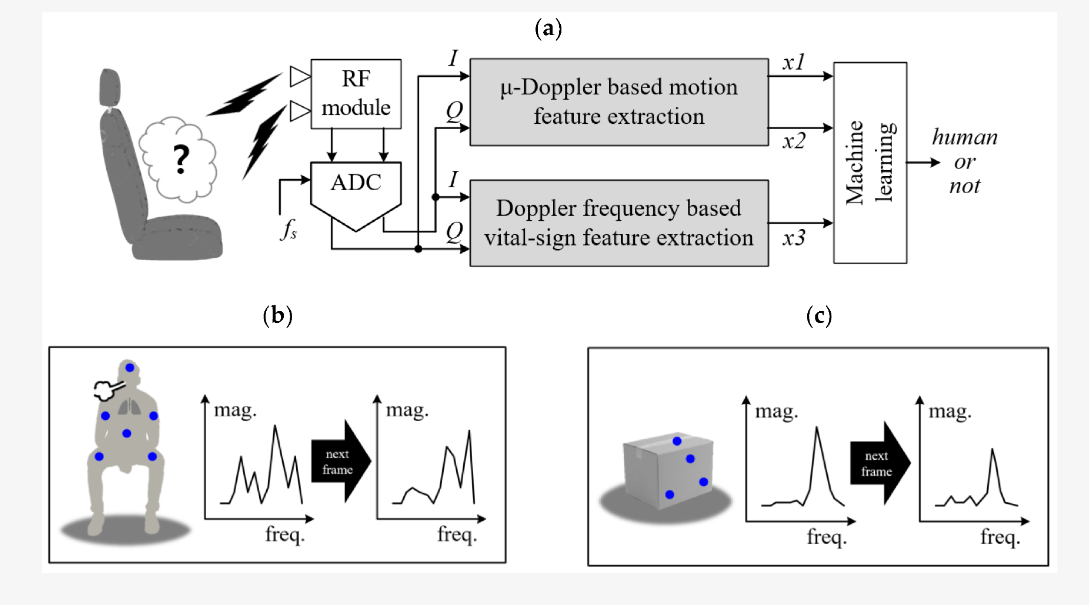 (a)
?
RF
module
ADC
fs
I
Q
I
Q
μ-Doppler based motion
feature extraction
Doppler frequency based
vital-sign feature extraction
x1
x2
x3
Machine
learning
human
or
not
(b)
mag.
freq.
next
frame
mag.
freq.
(c)
mag.
freq.
next
frame
mag.
freq.